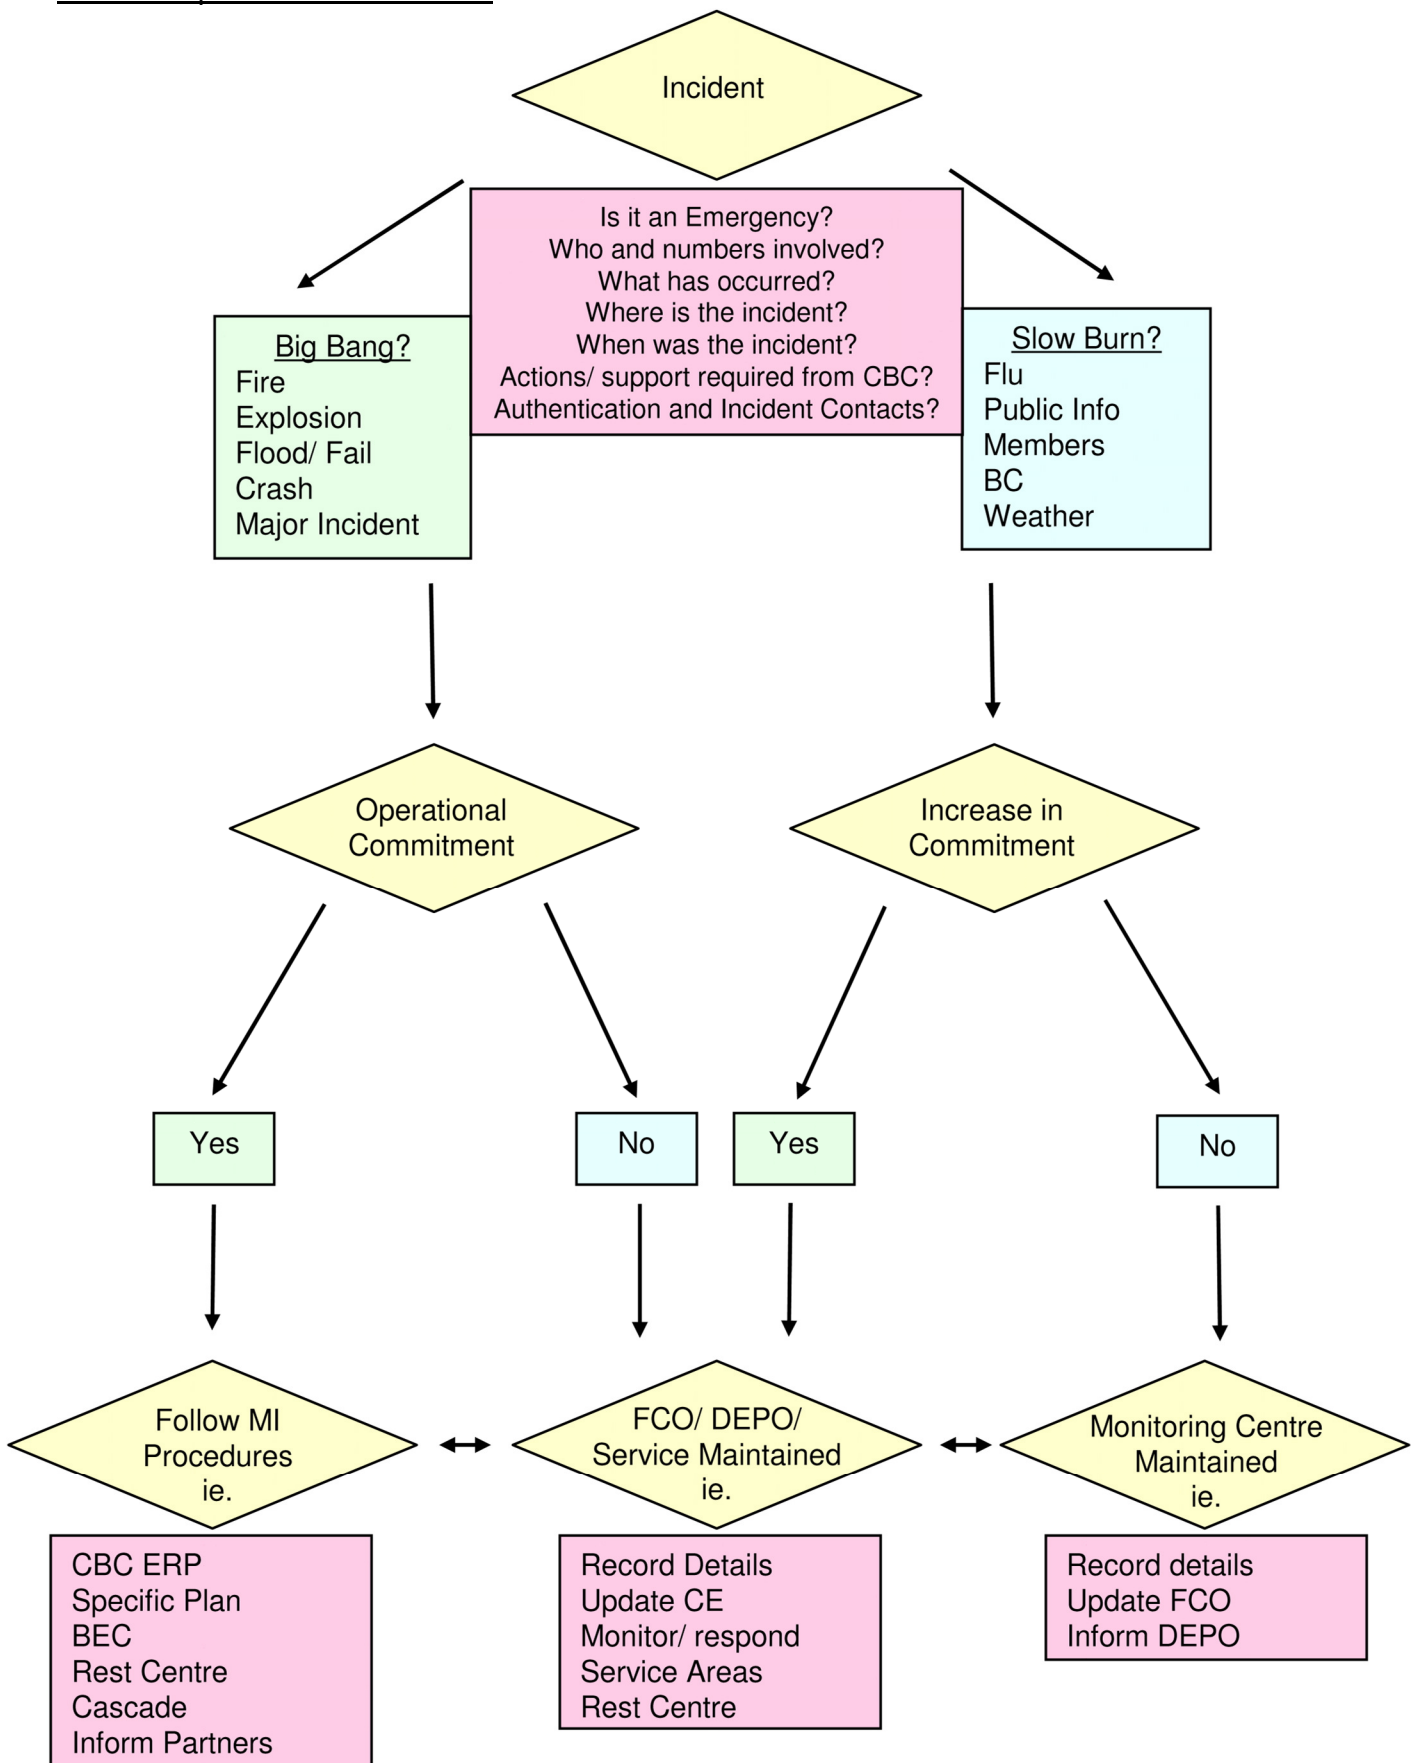 Incident
Is it an Emergency?
Who and numbers involved?
What has occurred?
Where is the incident?
When was the incident?
Actions/ support required from CBC?
Authentication and Incident Contacts?
Big Bang?
Fire
Explosion
Flood/ Fail
Crash
Major Incident
Slow Burn?
Flu
Public Info
Members
BC
Weather
Operational
Commitment
Increase in
Commitment
Yes
No
Yes
No
Follow MI
Procedures
ie.
FCO/ DEPO/
Service Maintained
ie.
Monitoring Centre
Maintained
ie.
CBC ERP
Specific Plan
BEC
Rest Centre
Cascade
Inform Partners
Record Details
Update CE
Monitor/ respond
Service Areas
Rest Centre
Record details
Update FCO
Inform DEPO